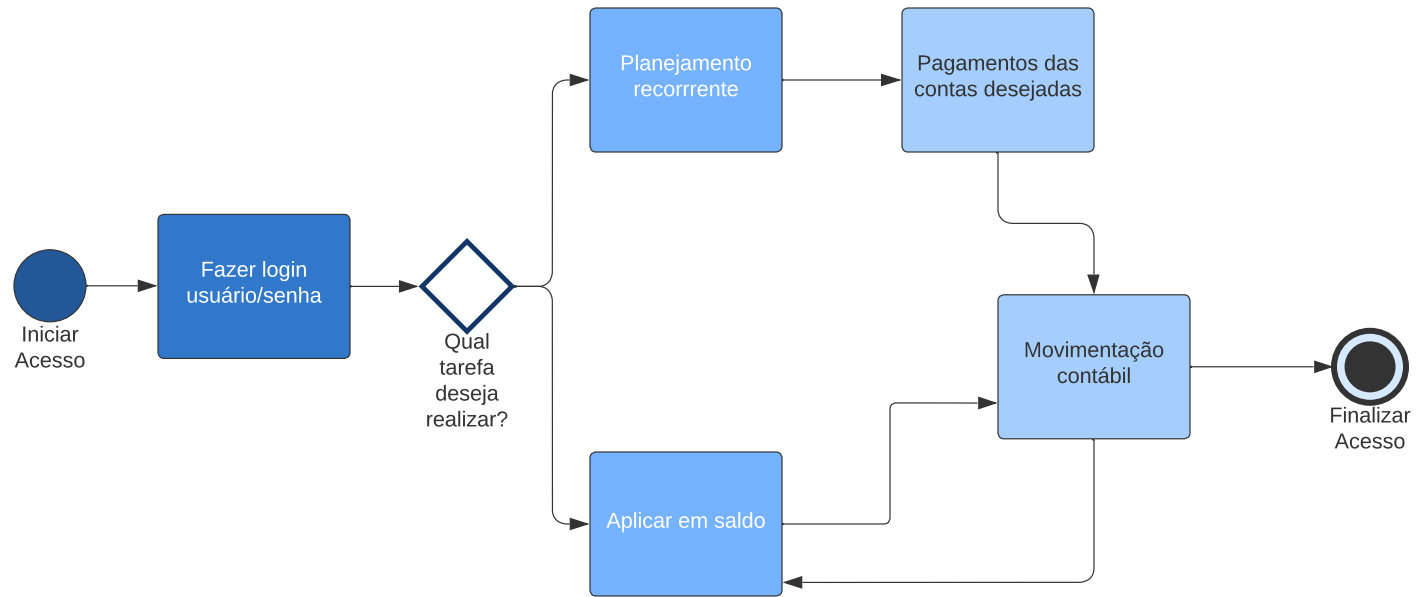 Iniciar
Acesso
Fazer login
usuário/senha
Qual
tarefa
deseja
realizar?
Planejamento
recorrrente
Pagamentos das
contas desejadas
Aplicar em saldo
Movimentação
contábil
Finalizar
Acesso